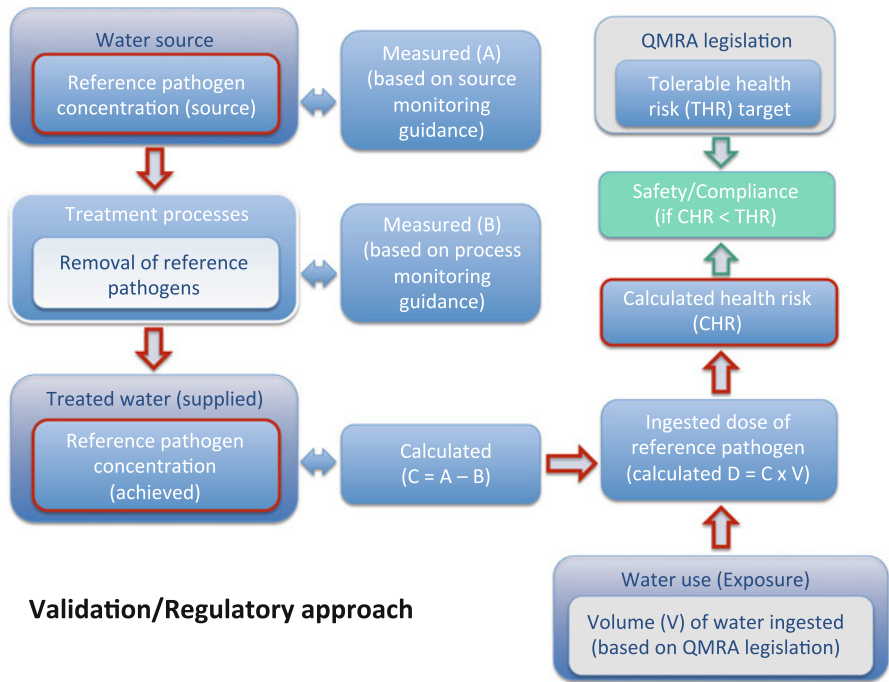 Water source
Reference pathogen
concentration (source)
Measured (A)
(based on source
monitoring
guidance)
QMRA legislation
Tolerable health
risk (THR) target
Safety/Compliance
(if CHR < THR)
Treatment processes
Removal of reference
pathogens
Measured (B)
(based on process
monitoring
guidance)
Calculated health risk
(CHR)
Treated water (supplied)
Reference pathogen
concentration
(achieved)
Calculated
(C = A – B)
Ingested dose of
reference pathogen
(calculated D = C x V)
Water use (Exposure)
Volume (V) of water ingested
(based on QMRA legislation)
Validation/Regulatory approach